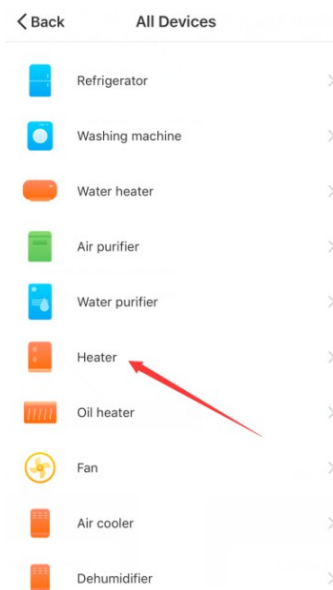 Back All Devices
Refrigerator
Washing machine
Water heater
Air purifier
Water purifier
Heater
Oil heater
Fan
Air cooler
Dehumidifier